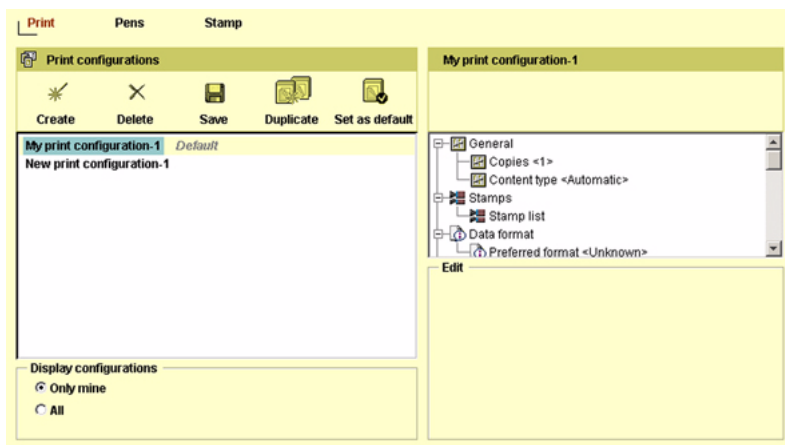 Print Pens Stamp
Print configurations
Create Delete Save Duplicate Set as default
My print configuration-1 Default
New print configuration-1
Display configurations
Only mine
All
My print configuration-1
General
Copies <1>
Content type <Automatic>
Stamps
Stamp list
Data format
Preferred format <Unknown>
Edit